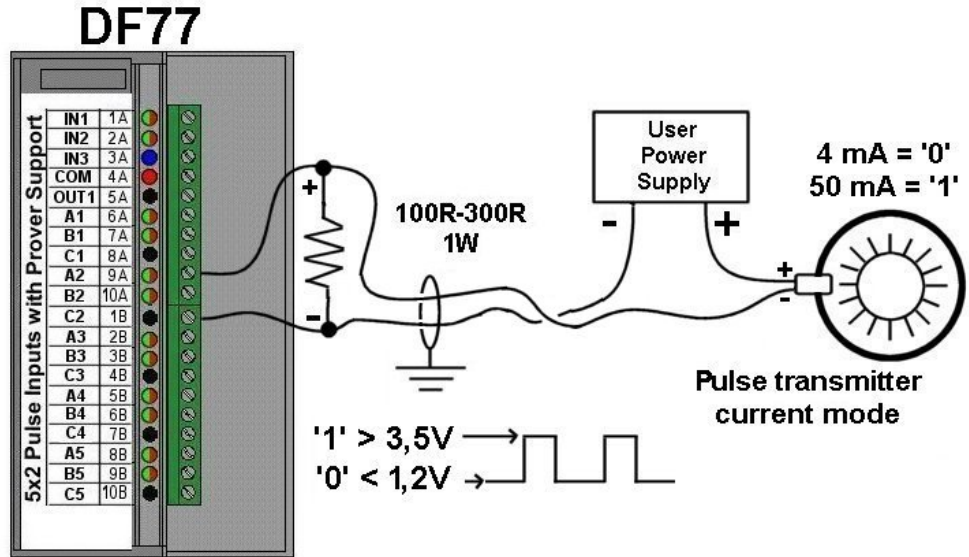 DF77
5x2 Pulse Inputs with Prover Support
IN1 1A
IN2 2A
IN3 3A
COM 4A
OUT1 5A
A1 6A
B1 7A
C1 8A
A2 9A
B2 10A
C2 1B
A3 2B
B3 3B
C3 4B
A4 5B
B4 6B
C4 7B
A5 8B
B5 9B
C5 10B
+
-
100R-300R
1W
User
Power
Supply
- +
4 mA = '0'
50 mA = '1'
+
-
Pulse transmitter
current mode
'1' > 3,5V
'0' < 1,2V